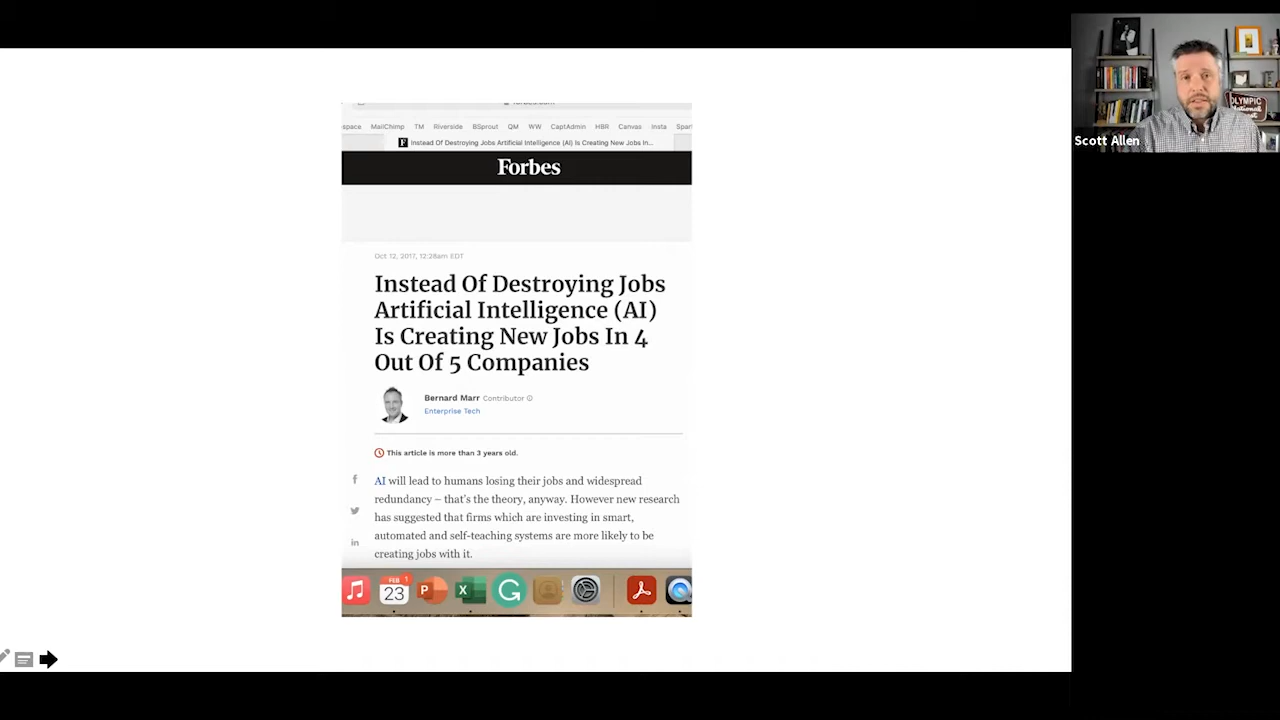 space MailChimp TM Riverside BSprout QM WW CaptAdmin HBR Canvas Insta Spar
Instead Of Destroying Jobs Artificial Intelligence (AI) Is Creating New Jobs In...
Forbes
Oct 12, 2017, 12:28am EDT
Instead Of Destroying Jobs
Artificial Intelligence (AI)
Is Creating New Jobs In 4
Out Of 5 Companies
Bernard Marr Contributor
Enterprise Tech
This article is more than 3 years old.
AI will lead to humans losing their jobs and widespread
redundancy – that's the theory, anyway. However new research
has suggested that firms which are investing in smart,
automated and self-teaching systems are more likely to be
creating jobs with it.
FEB 1
23
Scott Allen
OLYMPIC